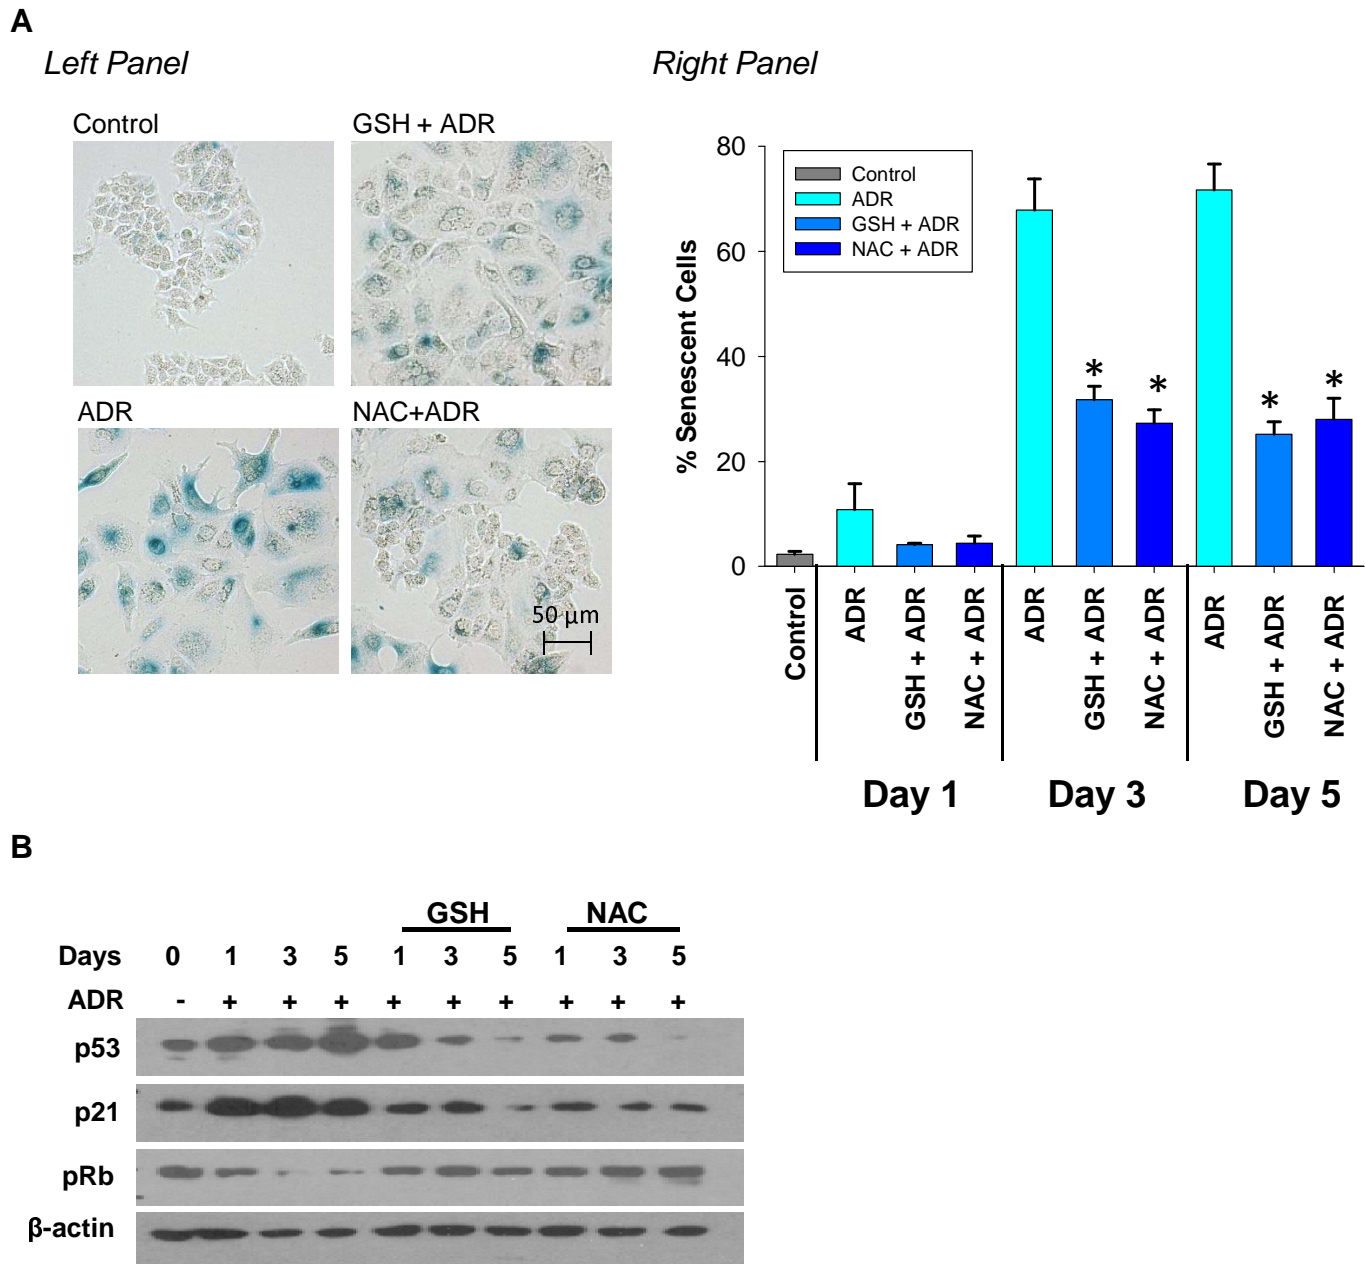 A
Left Panel
Right Panel
Control
GSH + ADR
ADR
NAC+ADR
50 µm
80
60
40
20
0
% Senescent Cells
Control
ADR
GSH + ADR
NAC + ADR
*
*
*
*
Control
ADR
GSH + ADR
NAC + ADR
ADR
GSH + ADR
NAC + ADR
ADR
GSH + ADR
NAC + ADR
Day 1
Day 3
Day 5
B
GSH
NAC
Days 0 1 3 5 1 3 5 1 3 5
ADR - + + + + + + + + +
p53
p21
pRb
β-actin